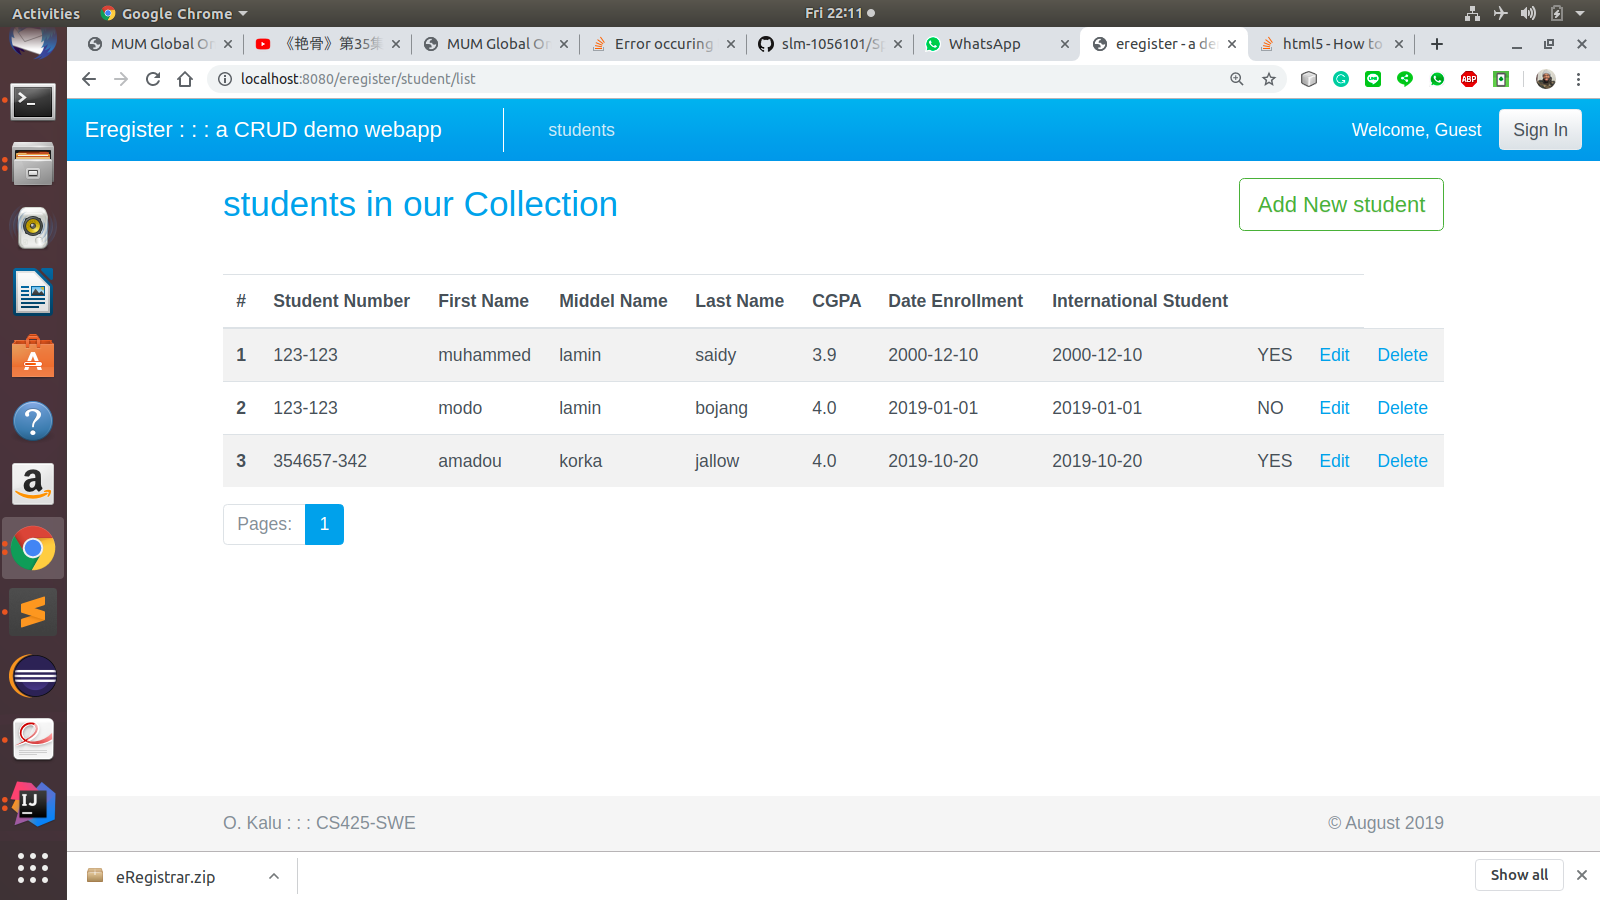 Activities Google Chrome Fri 22:11
MUM Global Or 《艳骨》第35集 MUM Global Or Error occuring slm-1056101/Sp WhatsApp eregister - a de html5 - How to
localhost:8080/eregister/student/list
Eregister : : : a CRUD demo webapp students Welcome, Guest Sign In
students in our Collection Add New student
# Student Number First Name Middel Name Last Name CGPA Date Enrollment International Student
1 123-123 muhammed lamin saidy 3.9 2000-12-10 2000-12-10 YES Edit Delete
2 123-123 modo lamin bojang 4.0 2019-01-01 2019-01-01 NO Edit Delete
3 354657-342 amadou korka jallow 4.0 2019-10-20 2019-10-20 YES Edit Delete
Pages: 1
O. Kalu : : : CS425-SWE © August 2019
eRegistrar.zip Show all